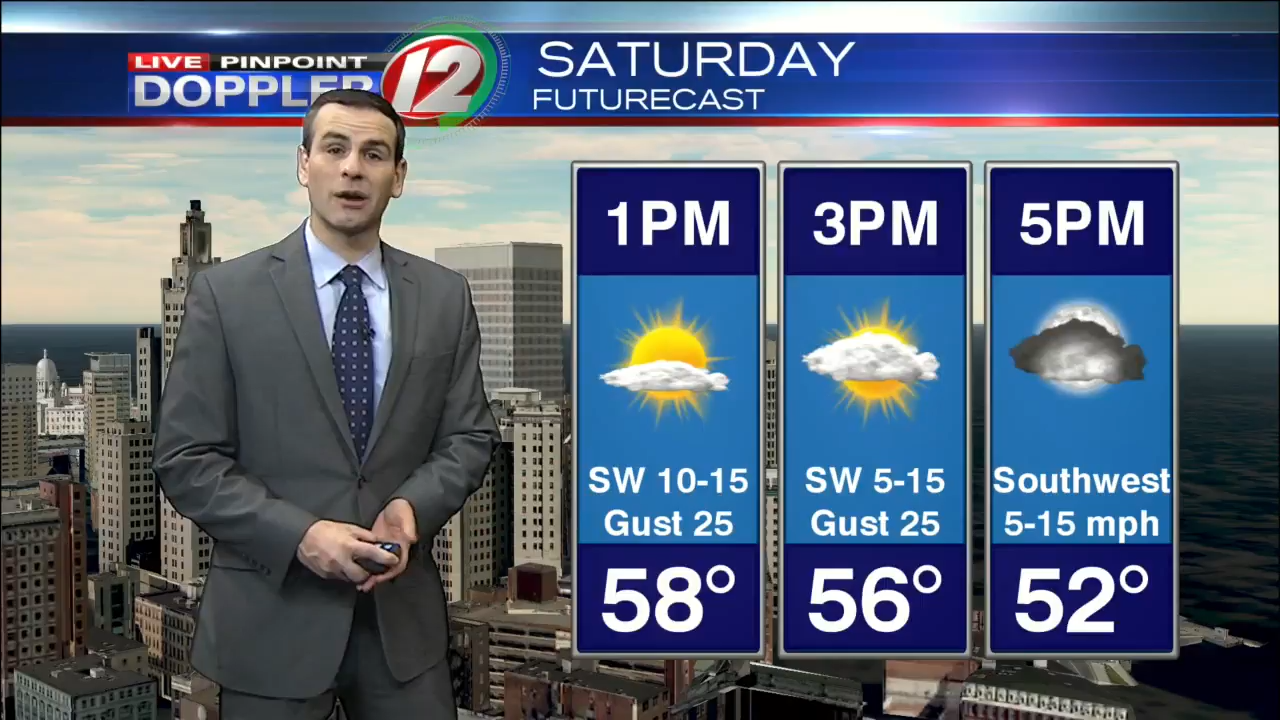 LIVE PINPOINT
DOPPLER 12
SATURDAY
FUTURECAST
1PM
SW 10-15
Gust 25
58°
3PM
SW 5-15
Gust 25
56°
5PM
Southwest
5-15 mph
52°